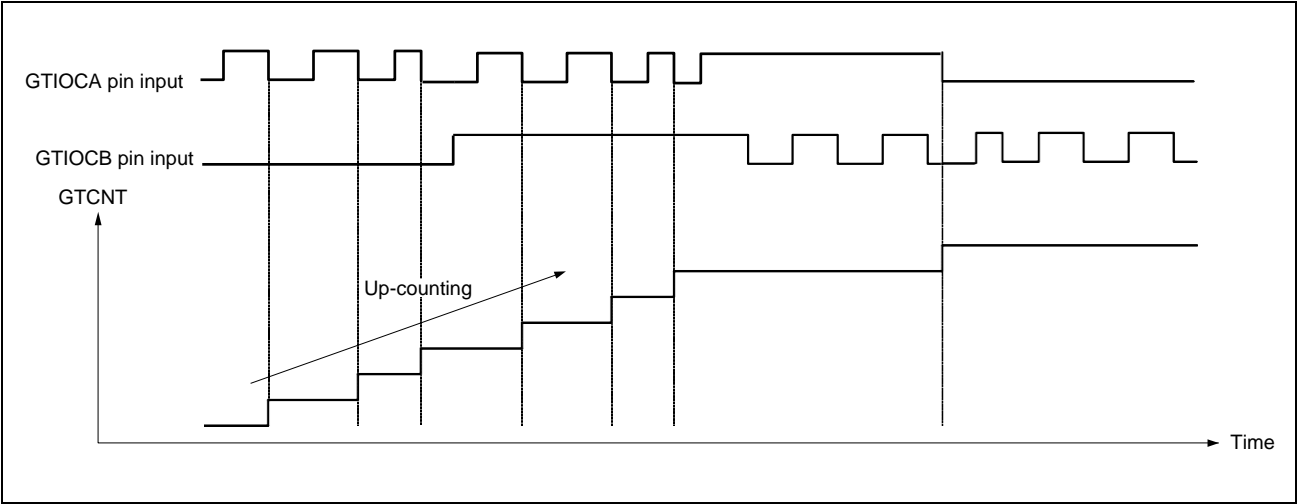 GTIOCA pin input
GTIOCB pin input
GTCNT
Up-counting
Time